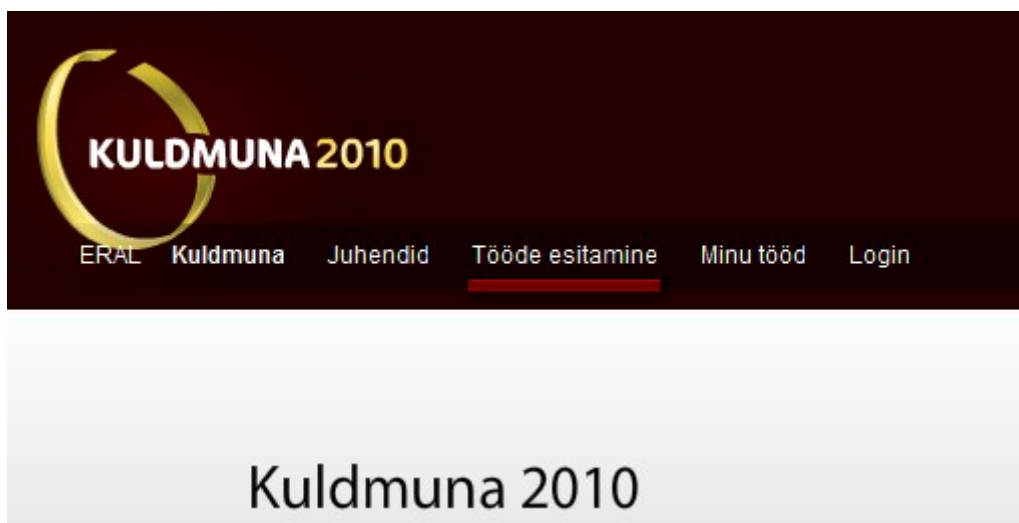 KULDMUNA 2010
ERAL Kuldmuna Juhendid Tööde esitamine Minu tööd Login
Kuldmuna 2010